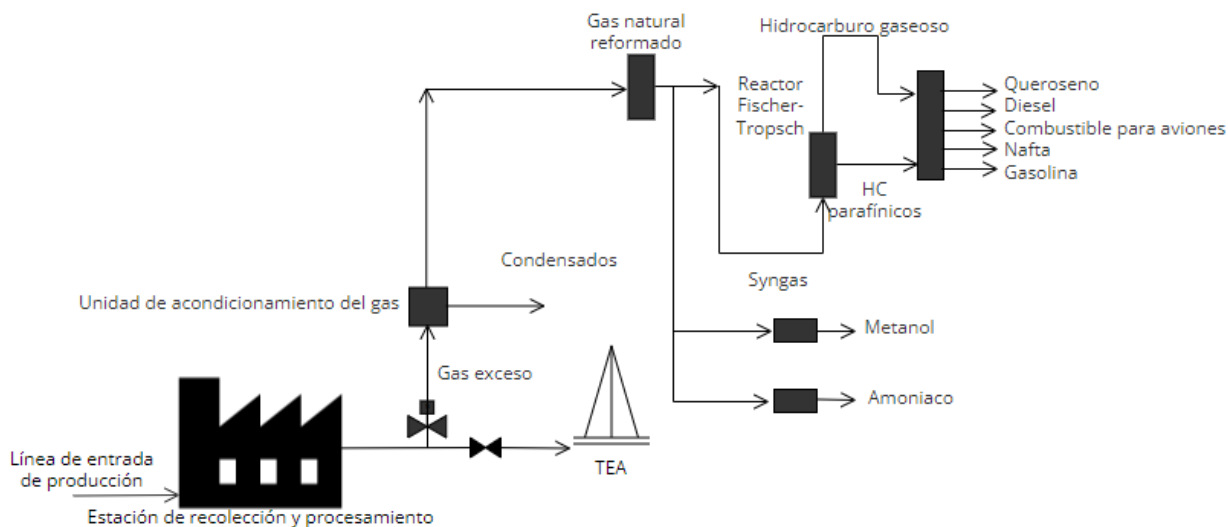 Gas natural
reformado
Hidrocarburo gaseoso
Reactor
Fischer-
Tropsch
Queroseno
Diesel
Combustible para aviones
Nafta
Gasolina
HC
parafínicos
Condensados
Syngas
Unidad de acondicionamiento del gas
Metanol
Gas exceso
Amoniaco
Línea de entrada
de producción
TEA
Estación de recolección y procesamiento